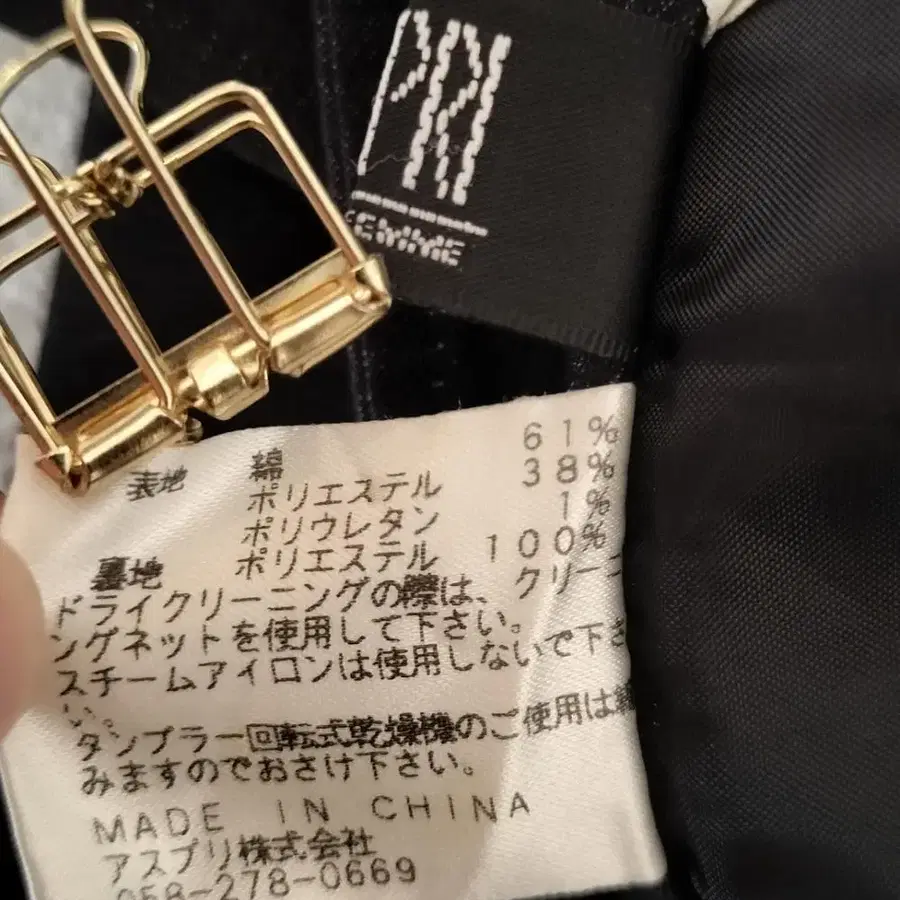 EMME
表地 綿 61%
ポリエステル 38%
ポリウレタン 1%
裏地 ポリエステル 100%
ドライクリーニングの際は、クリーニ
ングネットを使用して下さい。
スチームアイロンは使用しないで下さ
い。
タンブラー回転式乾燥機のご使用は縮
みますのでおさけ下さい。
MADE IN CHINA
アスプリ株式会社
058-278-0669